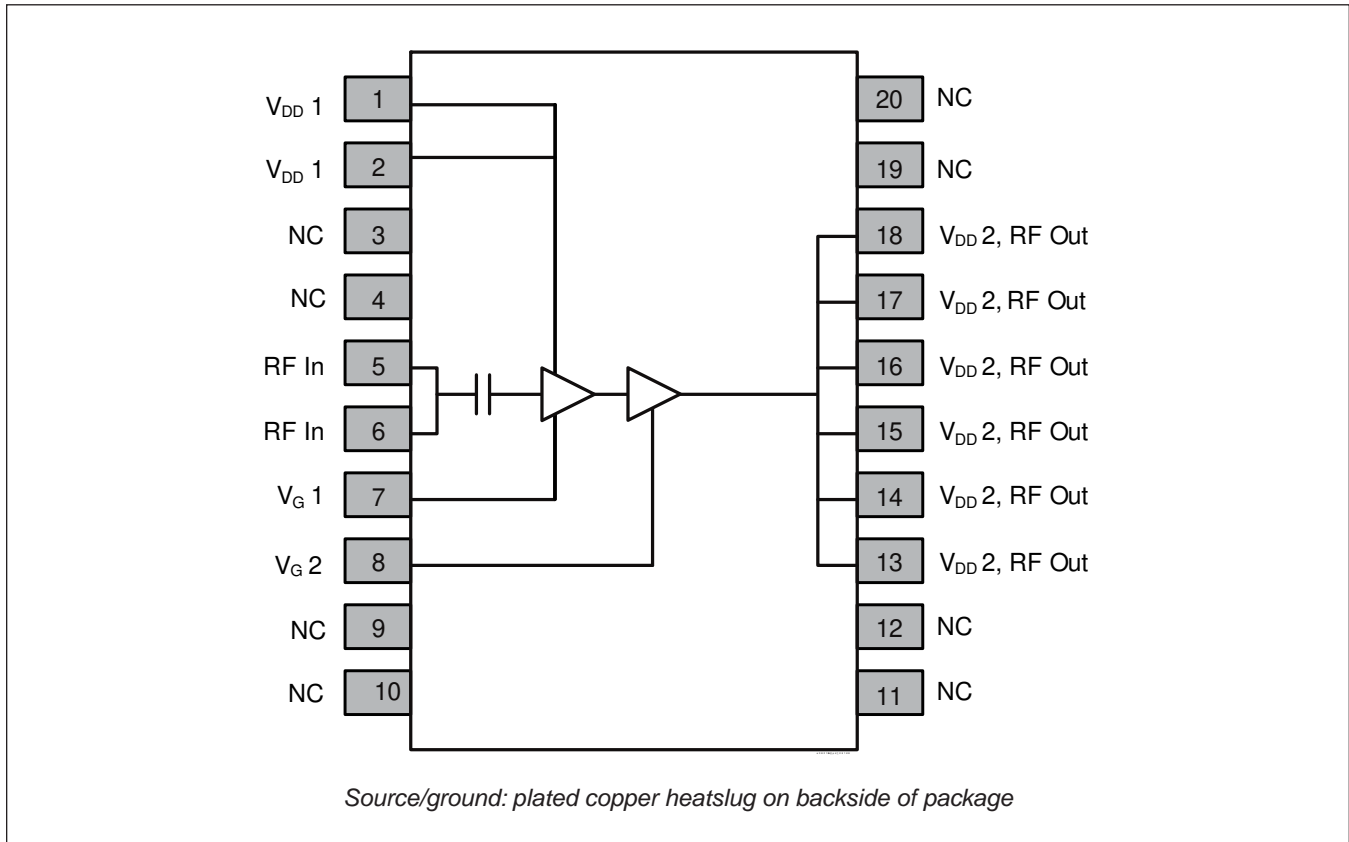 V_DD 1 1
V_DD 1 2
NC 3
NC 4
RF In 5
RF In 6
V_G 1 7
V_G 2 8
NC 9
NC 10
20 NC
19 NC
18 V_DD 2, RF Out
17 V_DD 2, RF Out
16 V_DD 2, RF Out
15 V_DD 2, RF Out
14 V_DD 2, RF Out
13 V_DD 2, RF Out
12 NC
11 NC
Source/ground: plated copper heatslug on backside of package